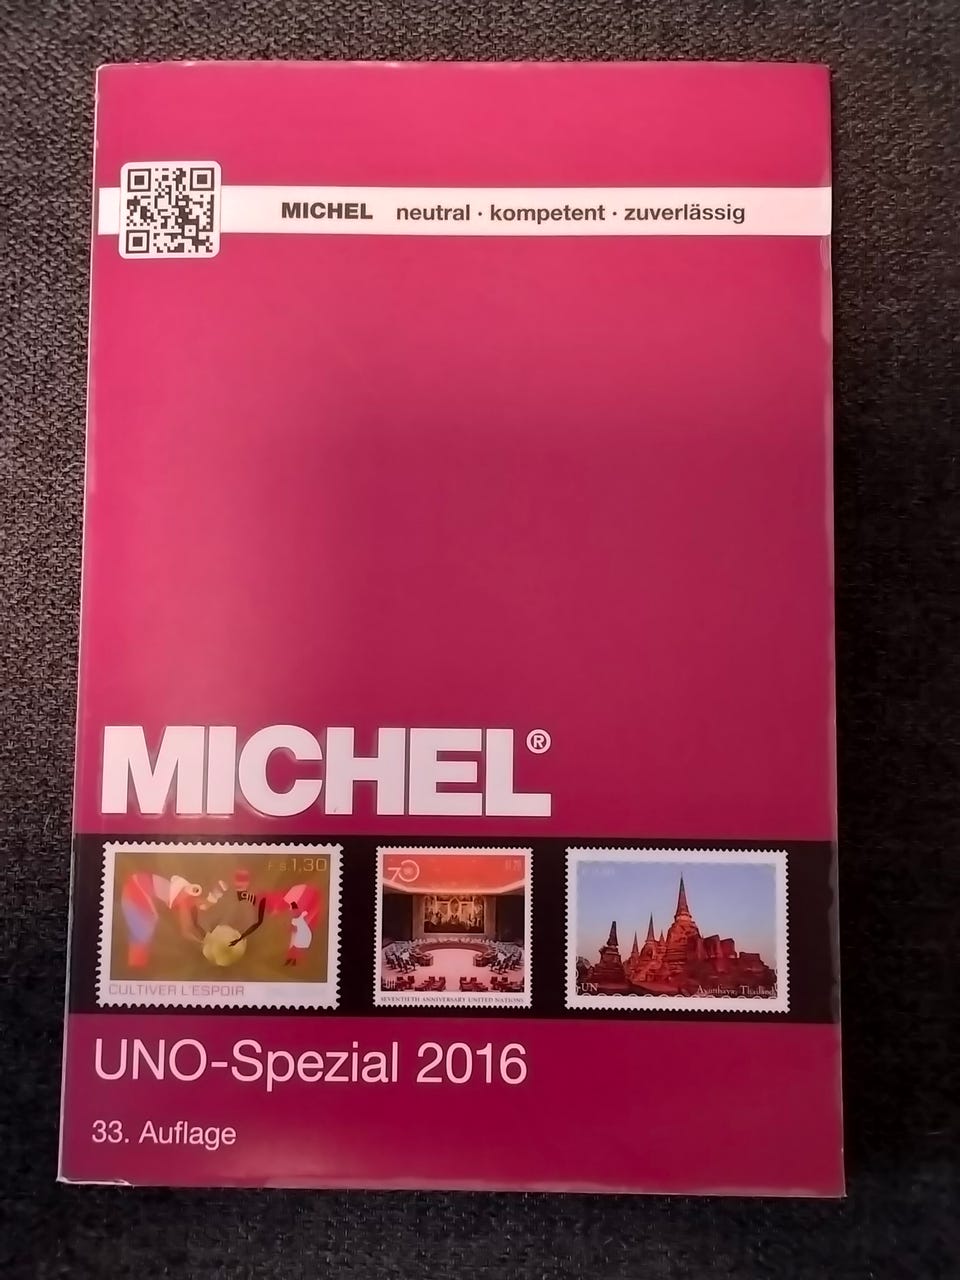 MICHEL neutral · kompetent · zuverlässig
MICHEL®
F.s.1,30
CULTIVER L'ESPOIR
70
SEVENTIETH ANNIVERSARY UNITED NATIONS
UN
Ayutthaya, Thailand
UNO-Spezial 2016
33. Auflage